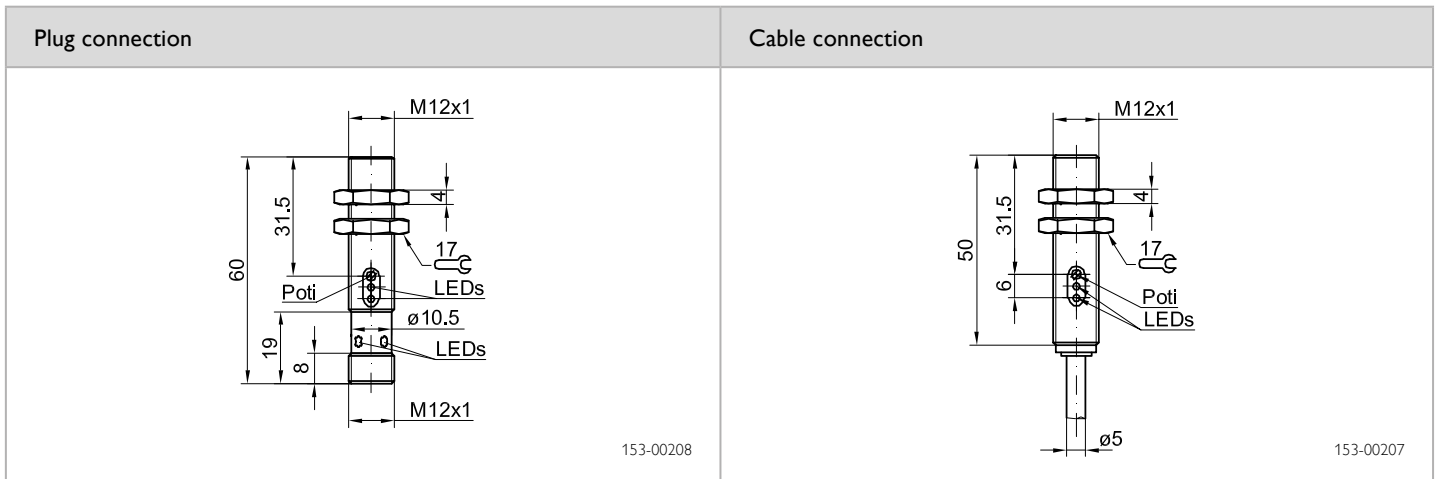 Plug connection
Cable connection
M12x1
4
31.5
60
17
Poti
LEDs
ø10.5
19
LEDs
8
M12x1
153-00208
M12x1
4
31.5
50
17
6
Poti
LEDs
ø5
153-00207